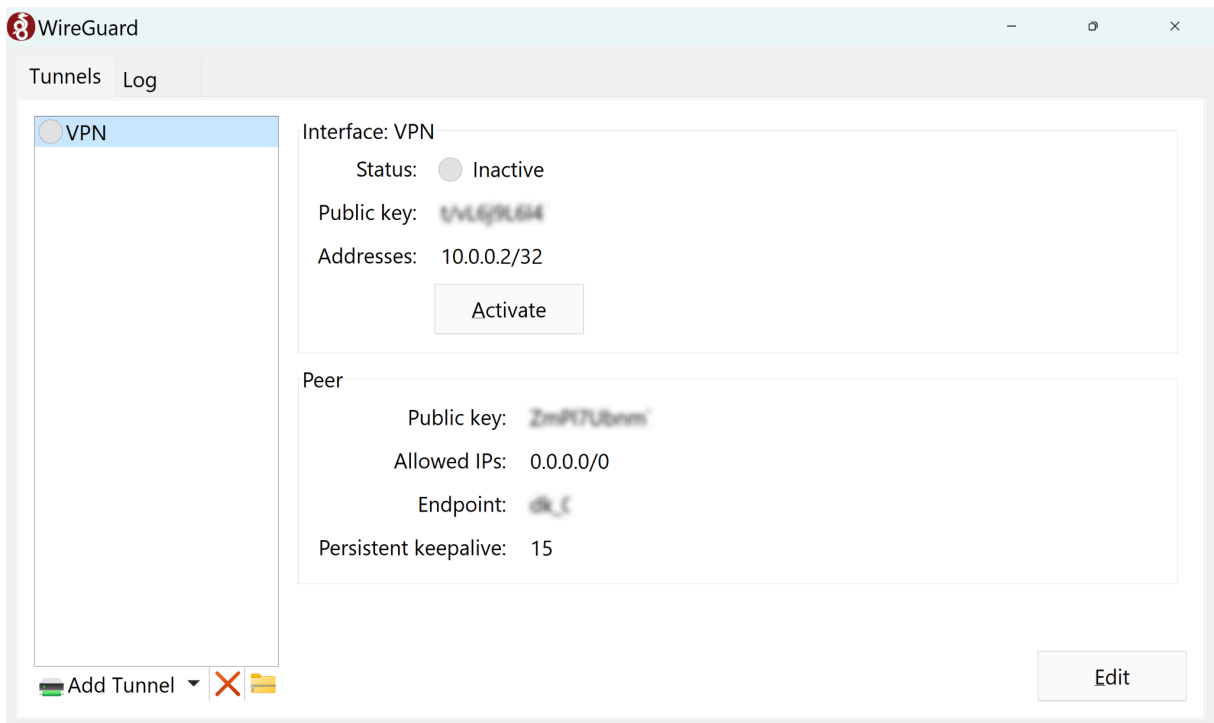 WireGuard
Tunnels
Log
VPN
Interface: VPN
Status: Inactive
Public key:
Addresses: 10.0.0.2/32
Activate
Peer
Public key:
Allowed IPs: 0.0.0.0/0
Endpoint:
Persistent keepalive: 15
Add Tunnel
Edit